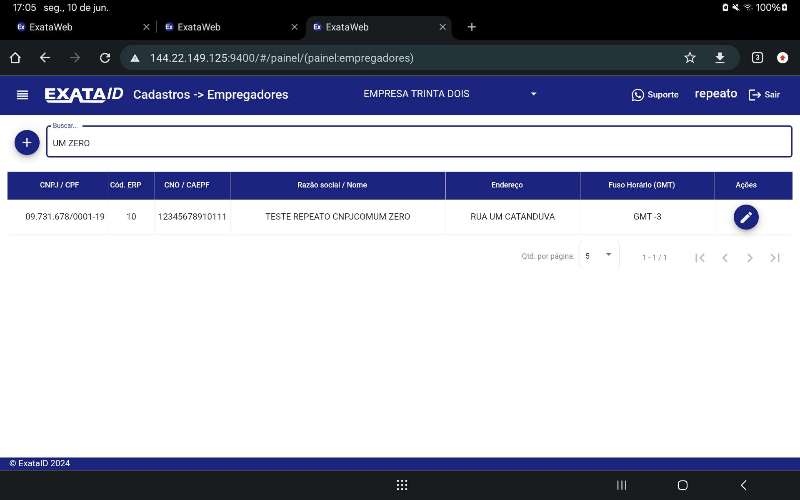 17:05 seg., 10 de jun. 100%
Ex ExataWeb
Ex ExataWeb
Ex ExataWeb
144.22.149.125:9400/#/painel/(painel:empregadores) 3
EXATAID Cadastros -> Empregadores EMPRESA TRINTA DOIS Suporte repeato Sair
Buscar...
UM ZERO
CNPJ / CPF Cód. ERP CNO / CAEPF Razão social / Nome Endereço Fuso Horário (GMT) Ações
09.731.678/0001-19 10 12345678910111 TESTE REPEATO CNPJCOMUM ZERO RUA UM CATANDUVA GMT -3
Qtd. por página: 5 1 - 1 / 1
© ExataID 2024